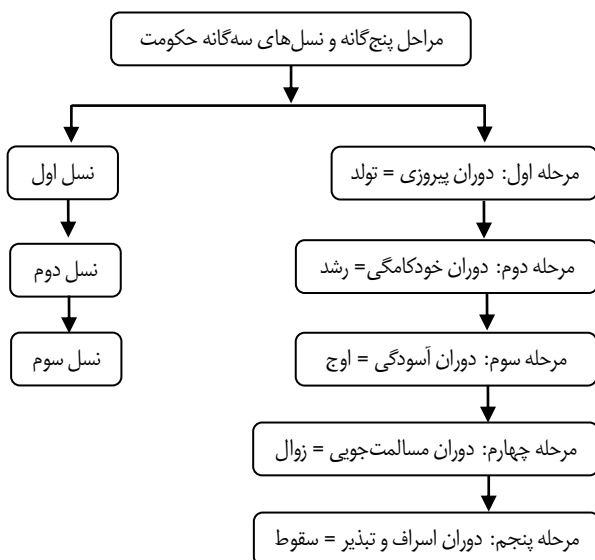 مراحل پنج‌گانه و نسل‌های سه‌گانه حکومت
مرحله اول: دوران پیروزی = تولد
نسل اول
مرحله دوم: دوران خودکامگی= رشد
نسل دوم
مرحله سوم: دوران آسودگی = اوج
نسل سوم
مرحله چهارم: دوران مسالمت‌جویی = زوال
مرحله پنجم: دوران اسراف و تبذیر = سقوط